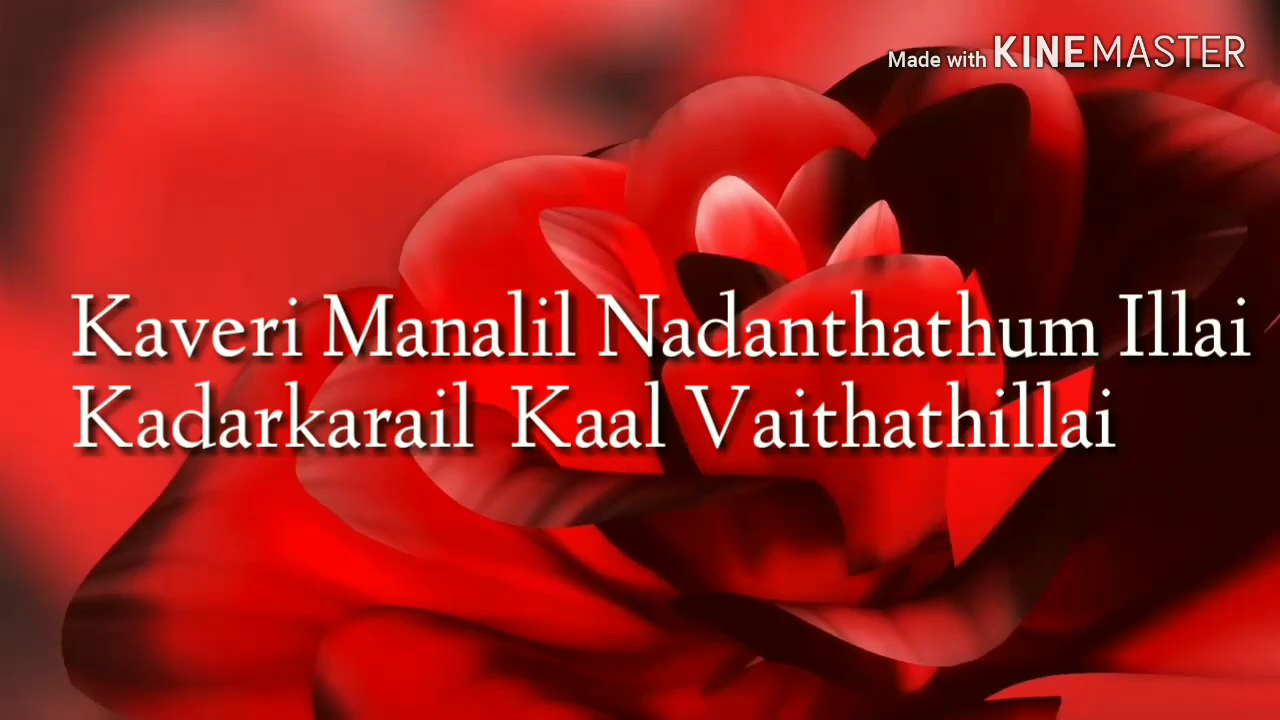 Made with KINEMASTER
Kaveri Manalil Nadanthathum Illai
Kadarkarail Kaal Vaithathillai